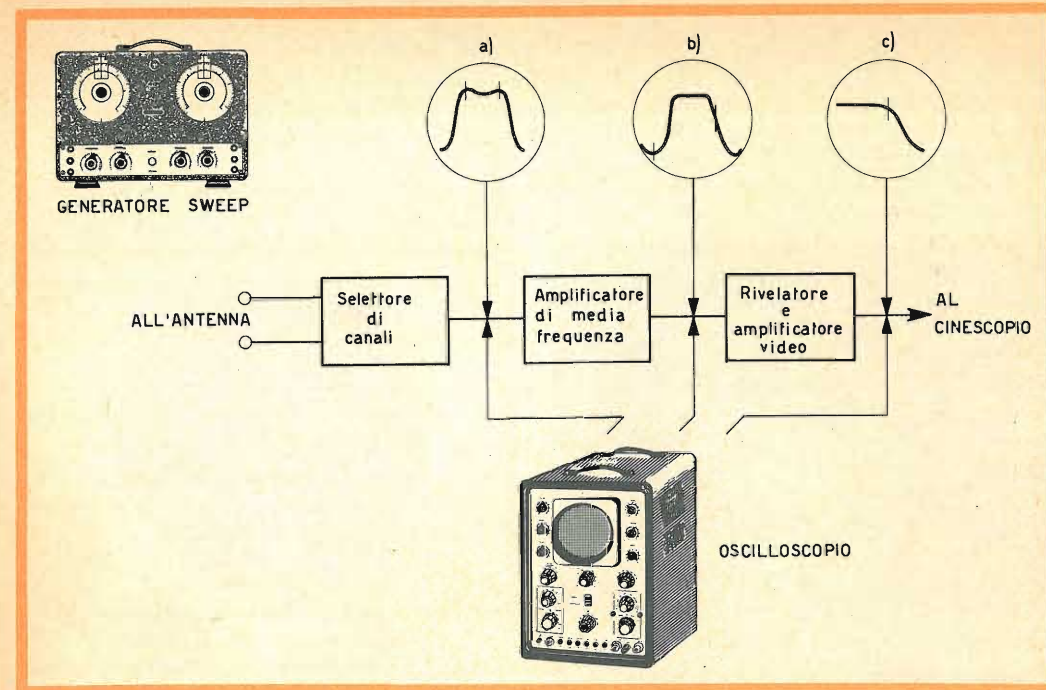 a)
b)
c)
GENERATORE SWEEP
ALL'ANTENNA
Selettore
di
canali
Amplificatore
di media
frequenza
Rivelatore
e
amplificatore
video
AL
CINESCOPIO
OSCILLOSCOPIO